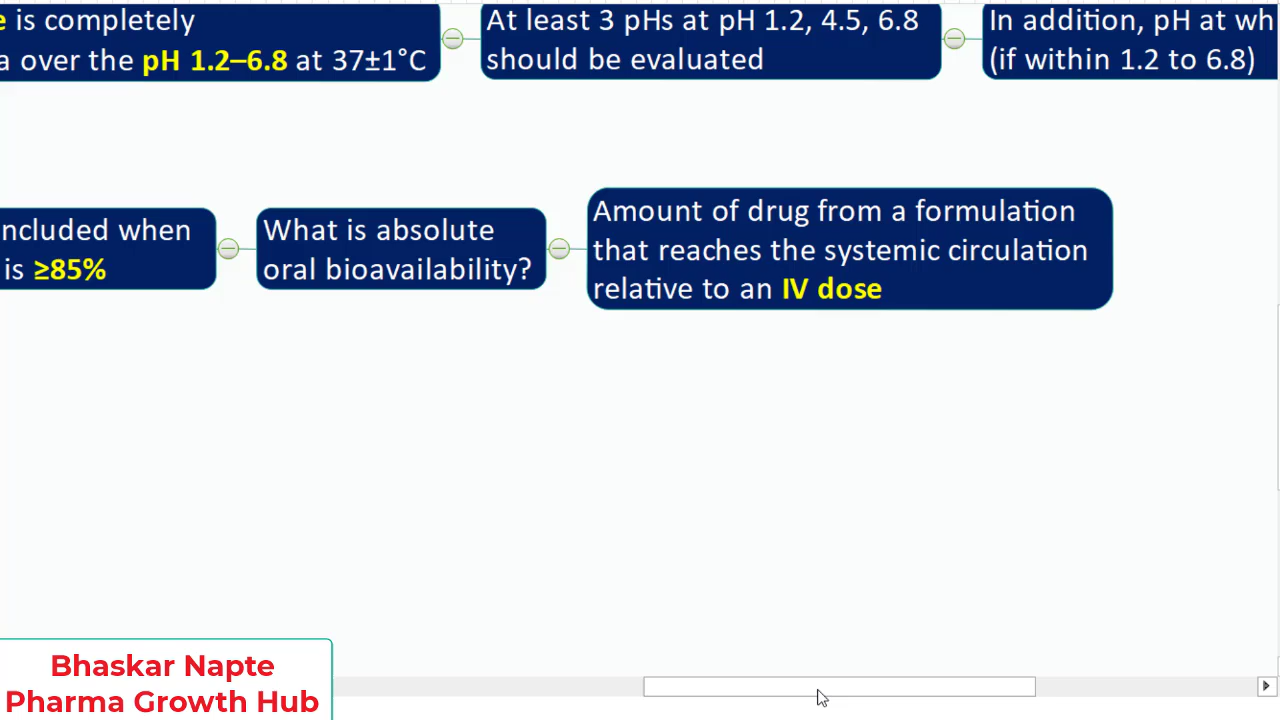 is completely
a over the pH 1.2–6.8 at 37±1°C
At least 3 pHs at pH 1.2, 4.5, 6.8
should be evaluated
In addition, pH at
(if within 1.2 to 6.8)
ncluded when
is ≥85%
What is absolute
oral bioavailability?
Amount of drug from a formulation
that reaches the systemic circulation
relative to an IV dose
Bhaskar Napte
Pharma Growth Hub